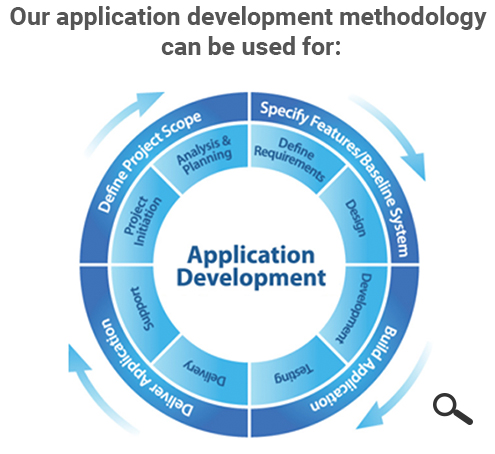 Our application development methodology
can be used for:
Define Project Scope
Specify Features/Baseline System
Analysis &
Planning
Define
Requirements
Project
Initiation
Design
Application
Development
Support
Development
Delivery
Testing
Deliver Application
Build Application